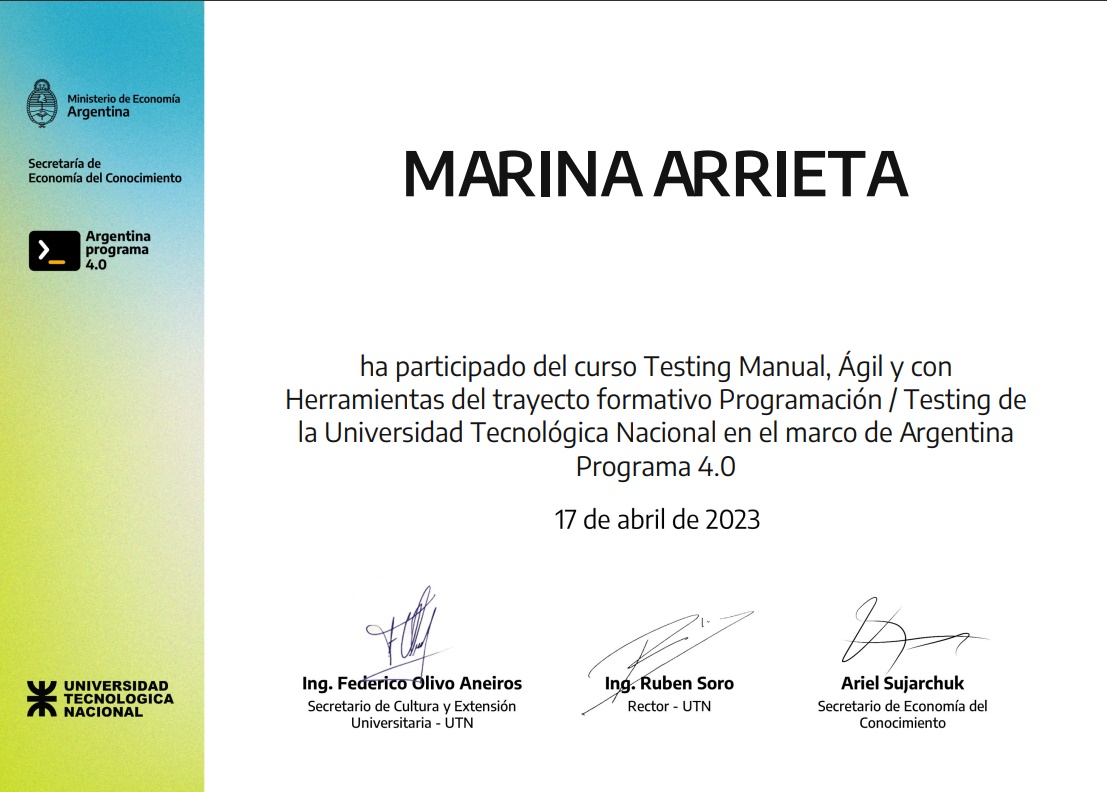 Ministerio de Economía
Argentina
Secretaría de
Economía del Conocimiento
Argentina
programa
4.0
MARINA ARRIETA
ha participado del curso Testing Manual, Ágil y con
Herramientas del trayecto formativo Programación / Testing de
la Universidad Tecnológica Nacional en el marco de Argentina
Programa 4.0
17 de abril de 2023
Ing. Federico Olivo Aneiros
Secretario de Cultura y Extensión
Universitaria - UTN
Ing. Ruben Soro
Rector - UTN
Ariel Sujarchuk
Secretario de Economía del
Conocimiento
UNIVERSIDAD
TECNOLOGICA
NACIONAL